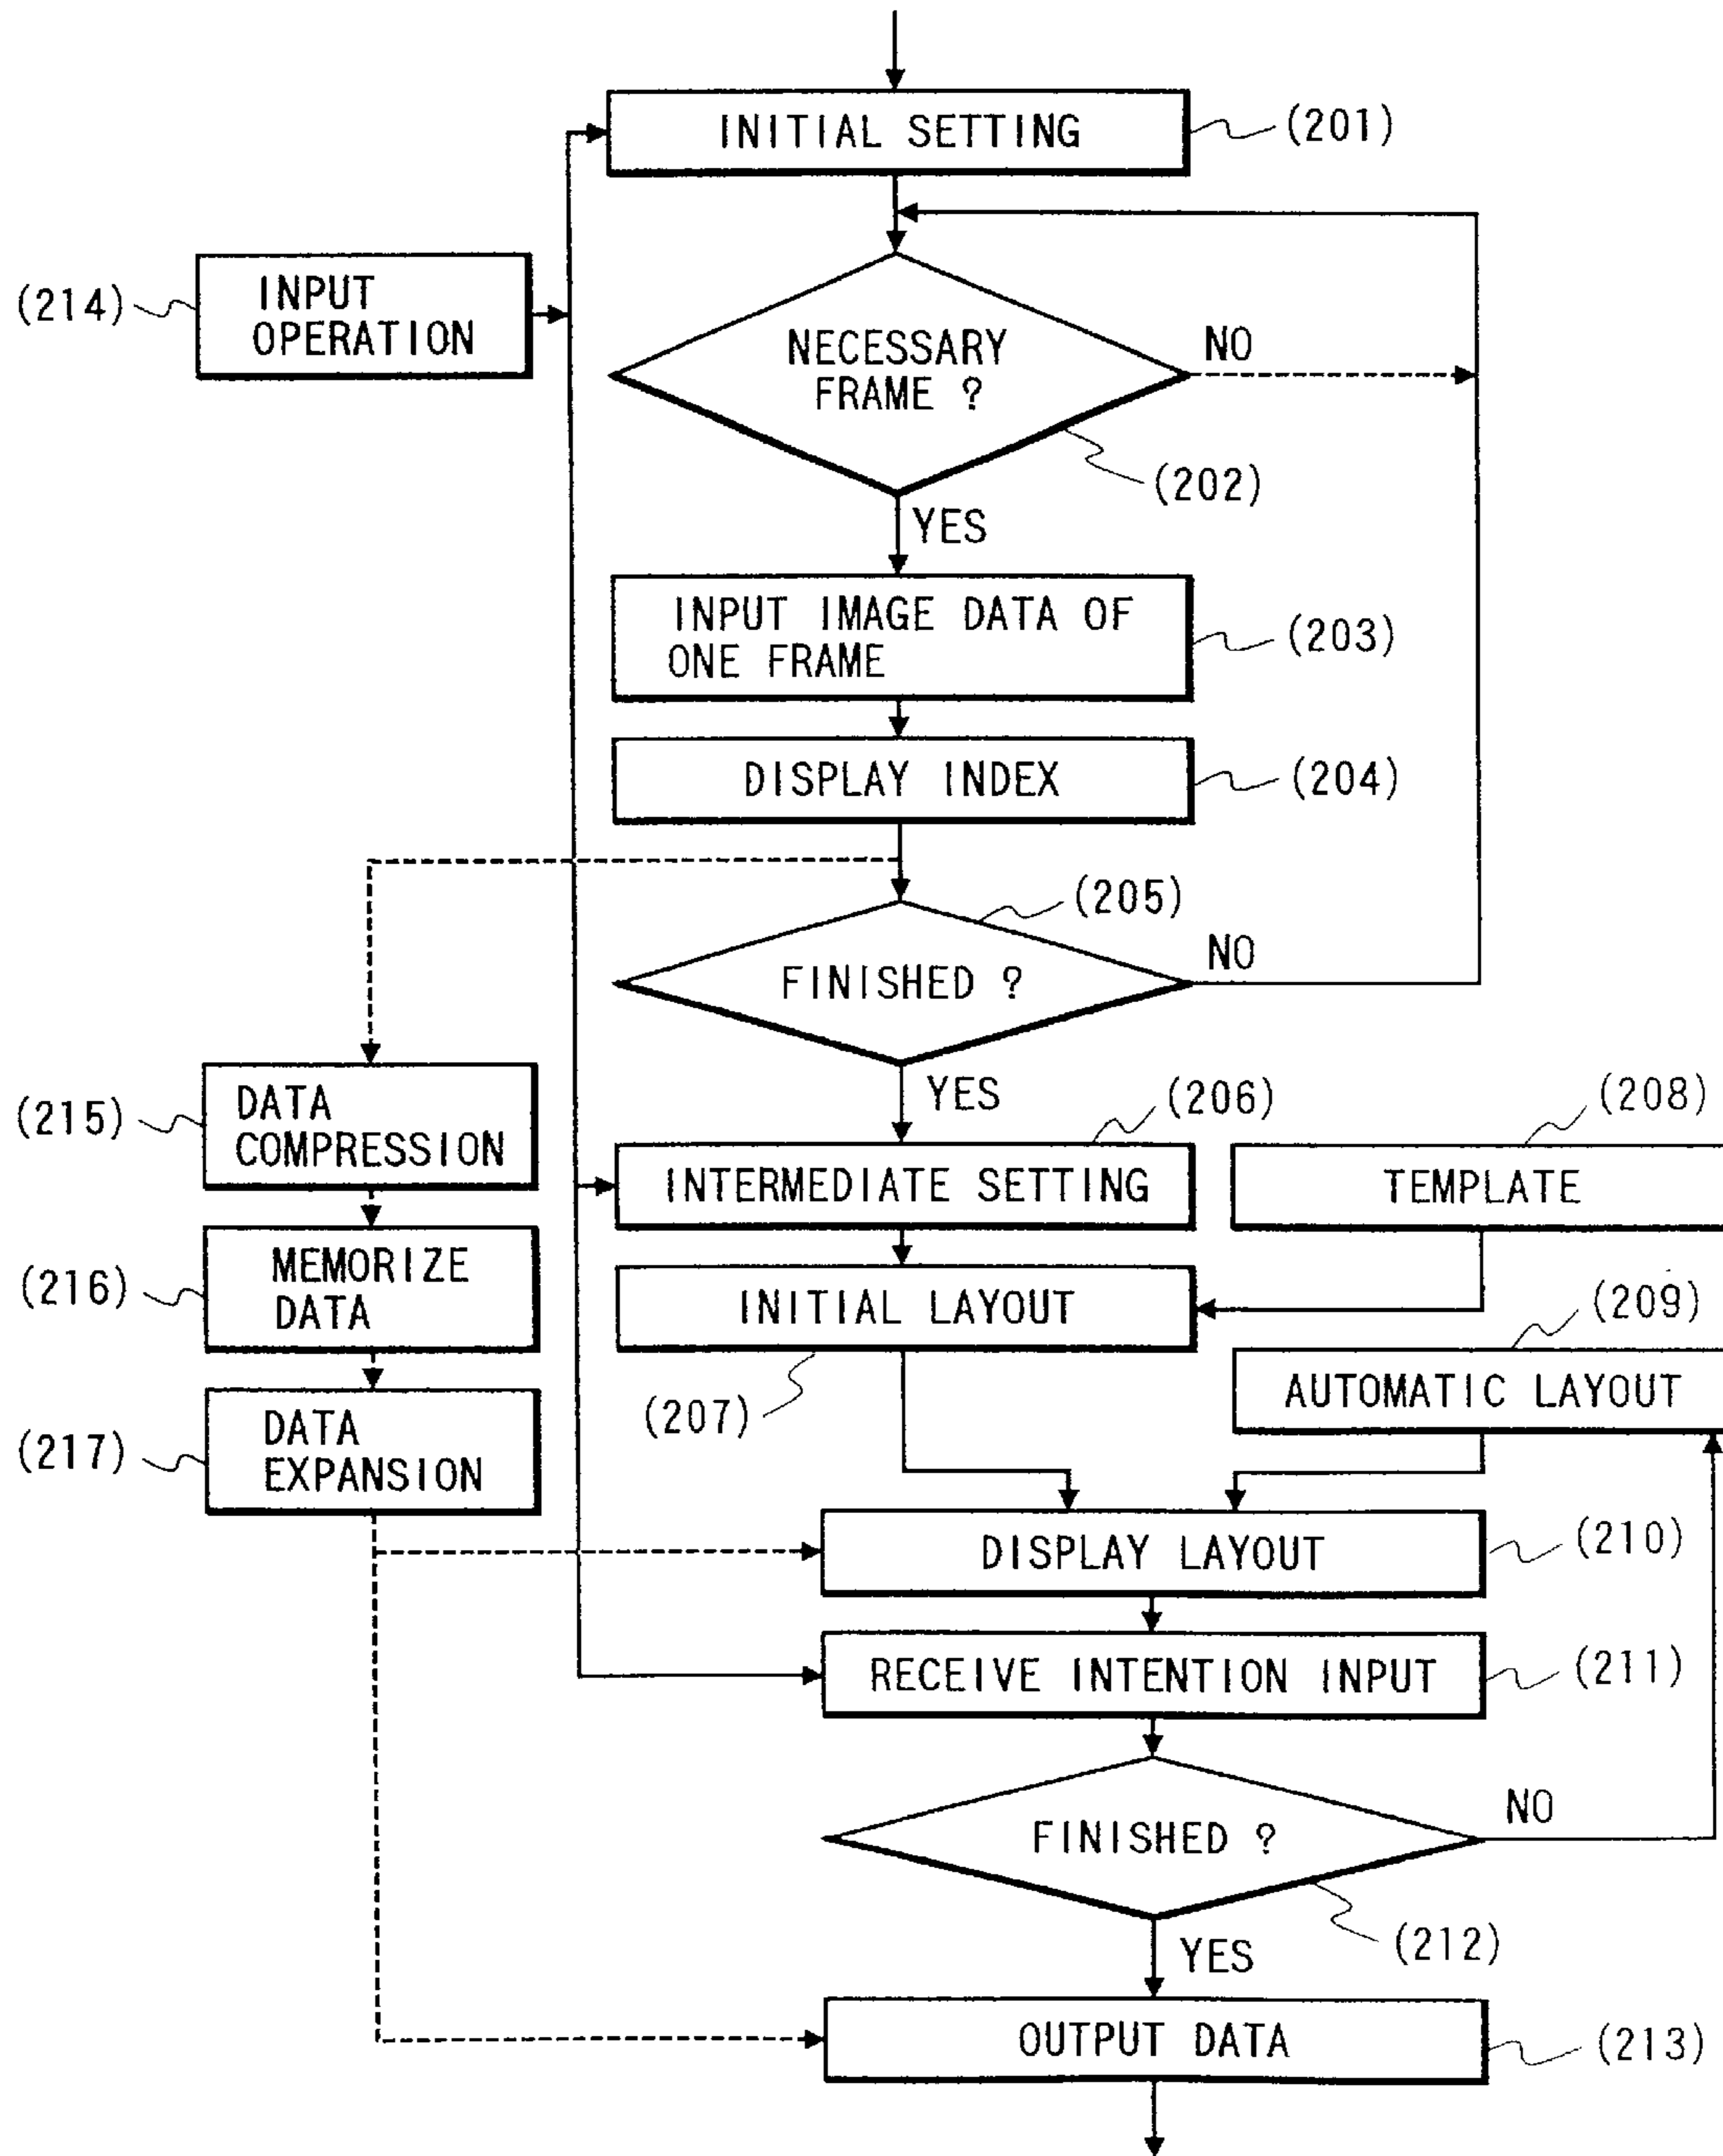 INITIAL SETTING
(201)
INPUT
OPERATION
(214)
NECESSARY
FRAME ?
NO
(202)
YES
INPUT IMAGE DATA OF
ONE FRAME
(203)
DISPLAY INDEX
(204)
(205)
FINISHED ?
NO
YES
(215)
DATA
COMPRESSION
(206)
(208)
INTERMEDIATE SETTING
TEMPLATE
(216)
MEMORIZE
DATA
INITIAL LAYOUT
(209)
(207)
AUTOMATIC LAYOUT
(217)
DATA
EXPANSION
DISPLAY LAYOUT
(210)
RECEIVE INTENTION INPUT
(211)
FINISHED ?
NO
(212)
YES
OUTPUT DATA
(213)